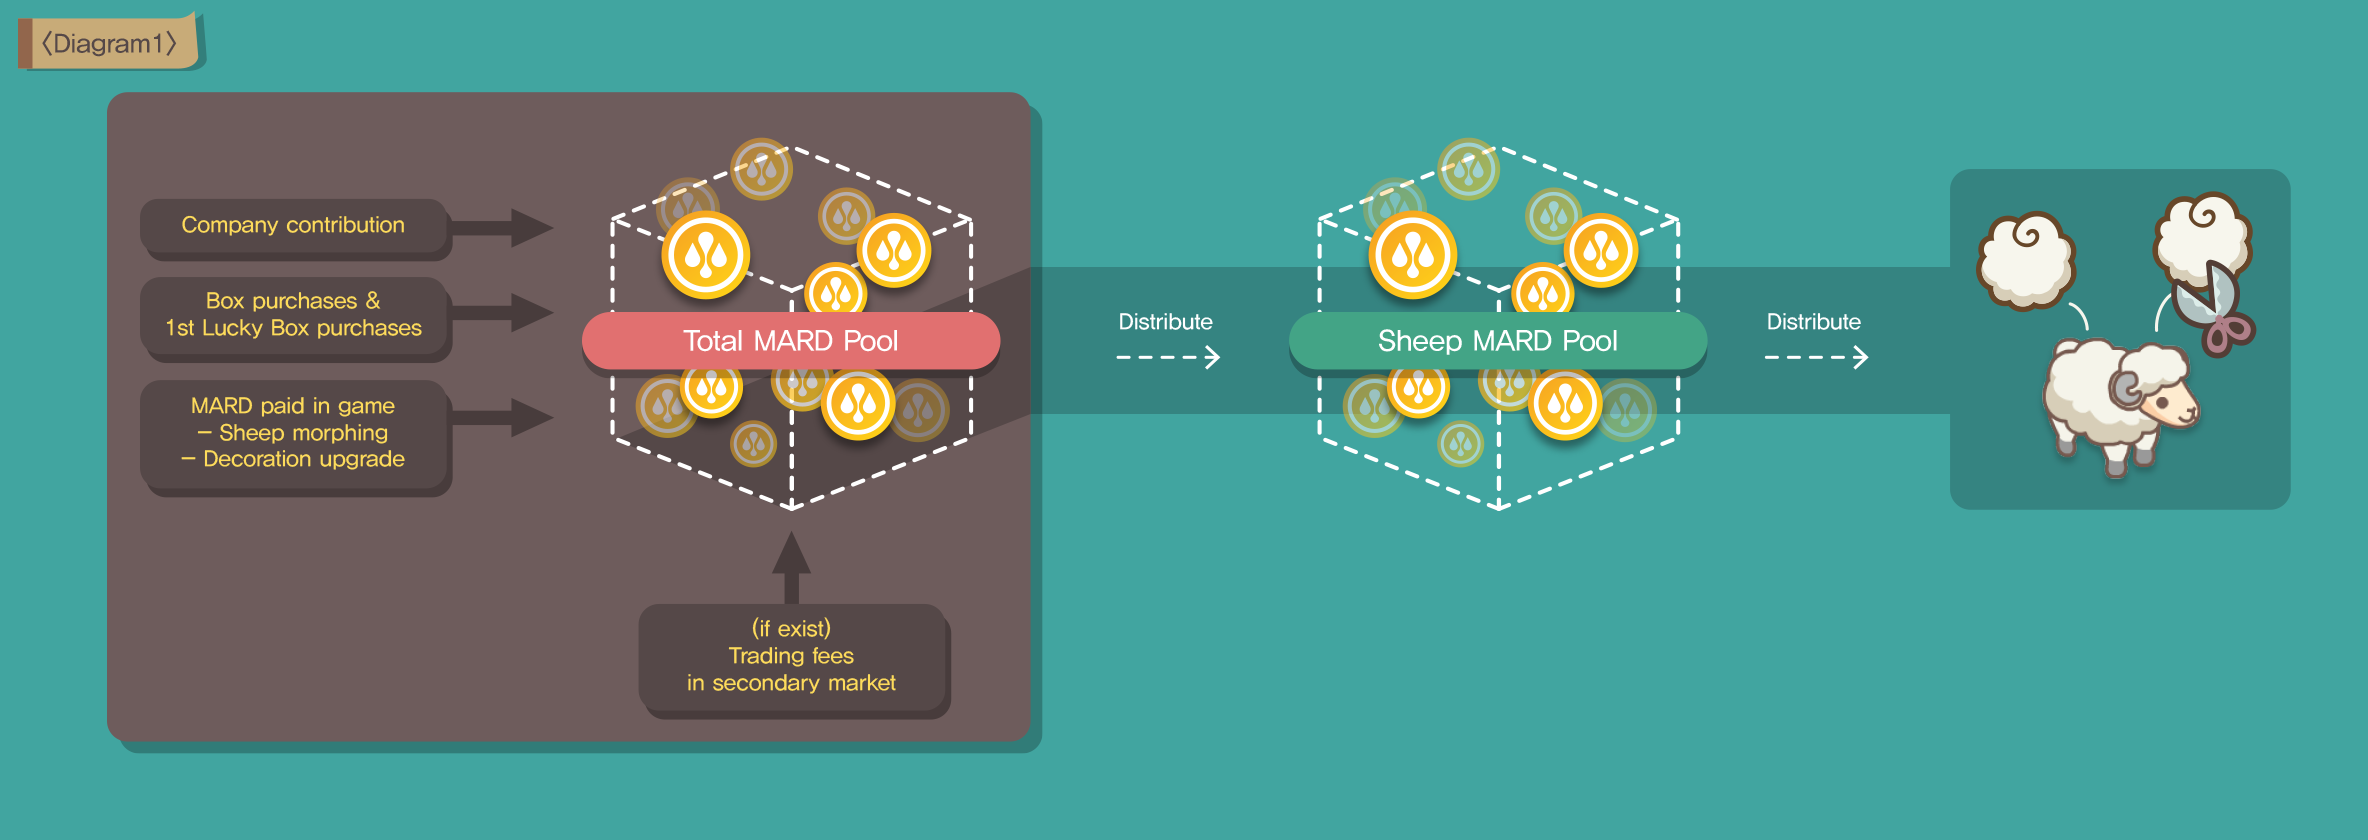 〈Diagram1〉
Company contribution
Box purchases &
1st Lucky Box purchases
MARD paid in game
– Sheep morphing
– Decoration upgrade
Total MARD Pool
(if exist)
Trading fees
in secondary market
Distribute
Sheep MARD Pool
Distribute